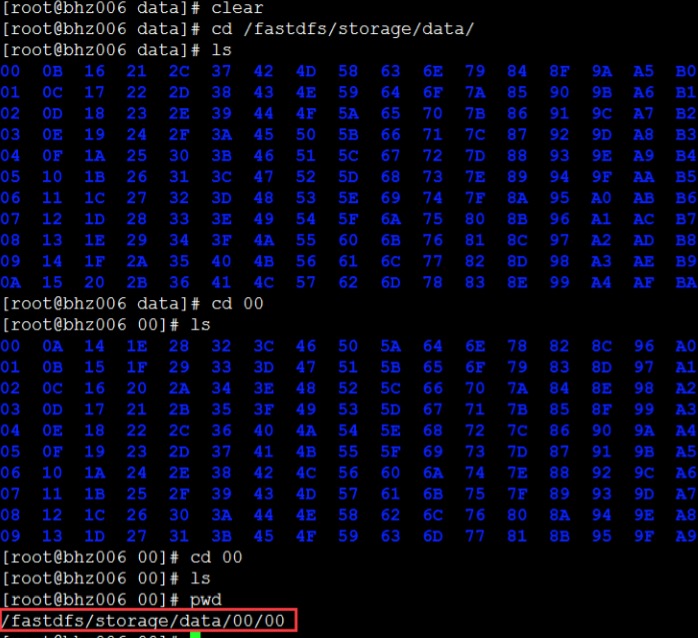 [root@bhz006 data]# clear
[root@bhz006 data]# cd /fastdfs/storage/data/
[root@bhz006 data]# ls
00 0B 16 21 2C 37 42 4D 58 63 6E 79 84 8F 9A A5 B0
01 0C 17 22 2D 38 43 4E 59 64 6F 7A 85 90 9B A6 B1
02 0D 18 23 2E 39 44 4F 5A 65 70 7B 86 91 9C A7 B2
03 0E 19 24 2F 3A 45 50 5B 66 71 7C 87 92 9D A8 B3
04 0F 1A 25 30 3B 46 51 5C 67 72 7D 88 93 9E A9 B4
05 10 1B 26 31 3C 47 52 5D 68 73 7E 89 94 9F AA B5
06 11 1C 27 32 3D 48 53 5E 69 74 7F 8A 95 A0 AB B6
07 12 1D 28 33 3E 49 54 5F 6A 75 80 8B 96 A1 AC B7
08 13 1E 29 34 3F 4A 55 60 6B 76 81 8C 97 A2 AD B8
09 14 1F 2A 35 40 4B 56 61 6C 77 82 8D 98 A3 AE B9
0A 15 20 2B 36 41 4C 57 62 6D 78 83 8E 99 A4 AF BA
[root@bhz006 data]# cd 00
[root@bhz006 00]# ls
00 0A 14 1E 28 32 3C 46 50 5A 64 6E 78 82 8C 96 A0
01 0B 15 1F 29 33 3D 47 51 5B 65 6F 79 83 8D 97 A1
02 0C 16 20 2A 34 3E 48 52 5C 66 70 7A 84 8E 98 A2
03 0D 17 21 2B 35 3F 49 53 5D 67 71 7B 85 8F 99 A3
04 0E 18 22 2C 36 40 4A 54 5E 68 72 7C 86 90 9A A4
05 0F 19 23 2D 37 41 4B 55 5F 69 73 7D 87 91 9B A5
06 10 1A 24 2E 38 42 4C 56 60 6A 74 7E 88 92 9C A6
07 11 1B 25 2F 39 43 4D 57 61 6B 75 7F 89 93 9D A7
08 12 1C 26 30 3A 44 4E 58 62 6C 76 80 8A 94 9E A8
09 13 1D 27 31 3B 45 4F 59 63 6D 77 81 8B 95 9F A9
[root@bhz006 00]# cd 00
[root@bhz006 00]# ls
[root@bhz006 00]# pwd
/fastdfs/storage/data/00/00
[root@bhz006 00]#